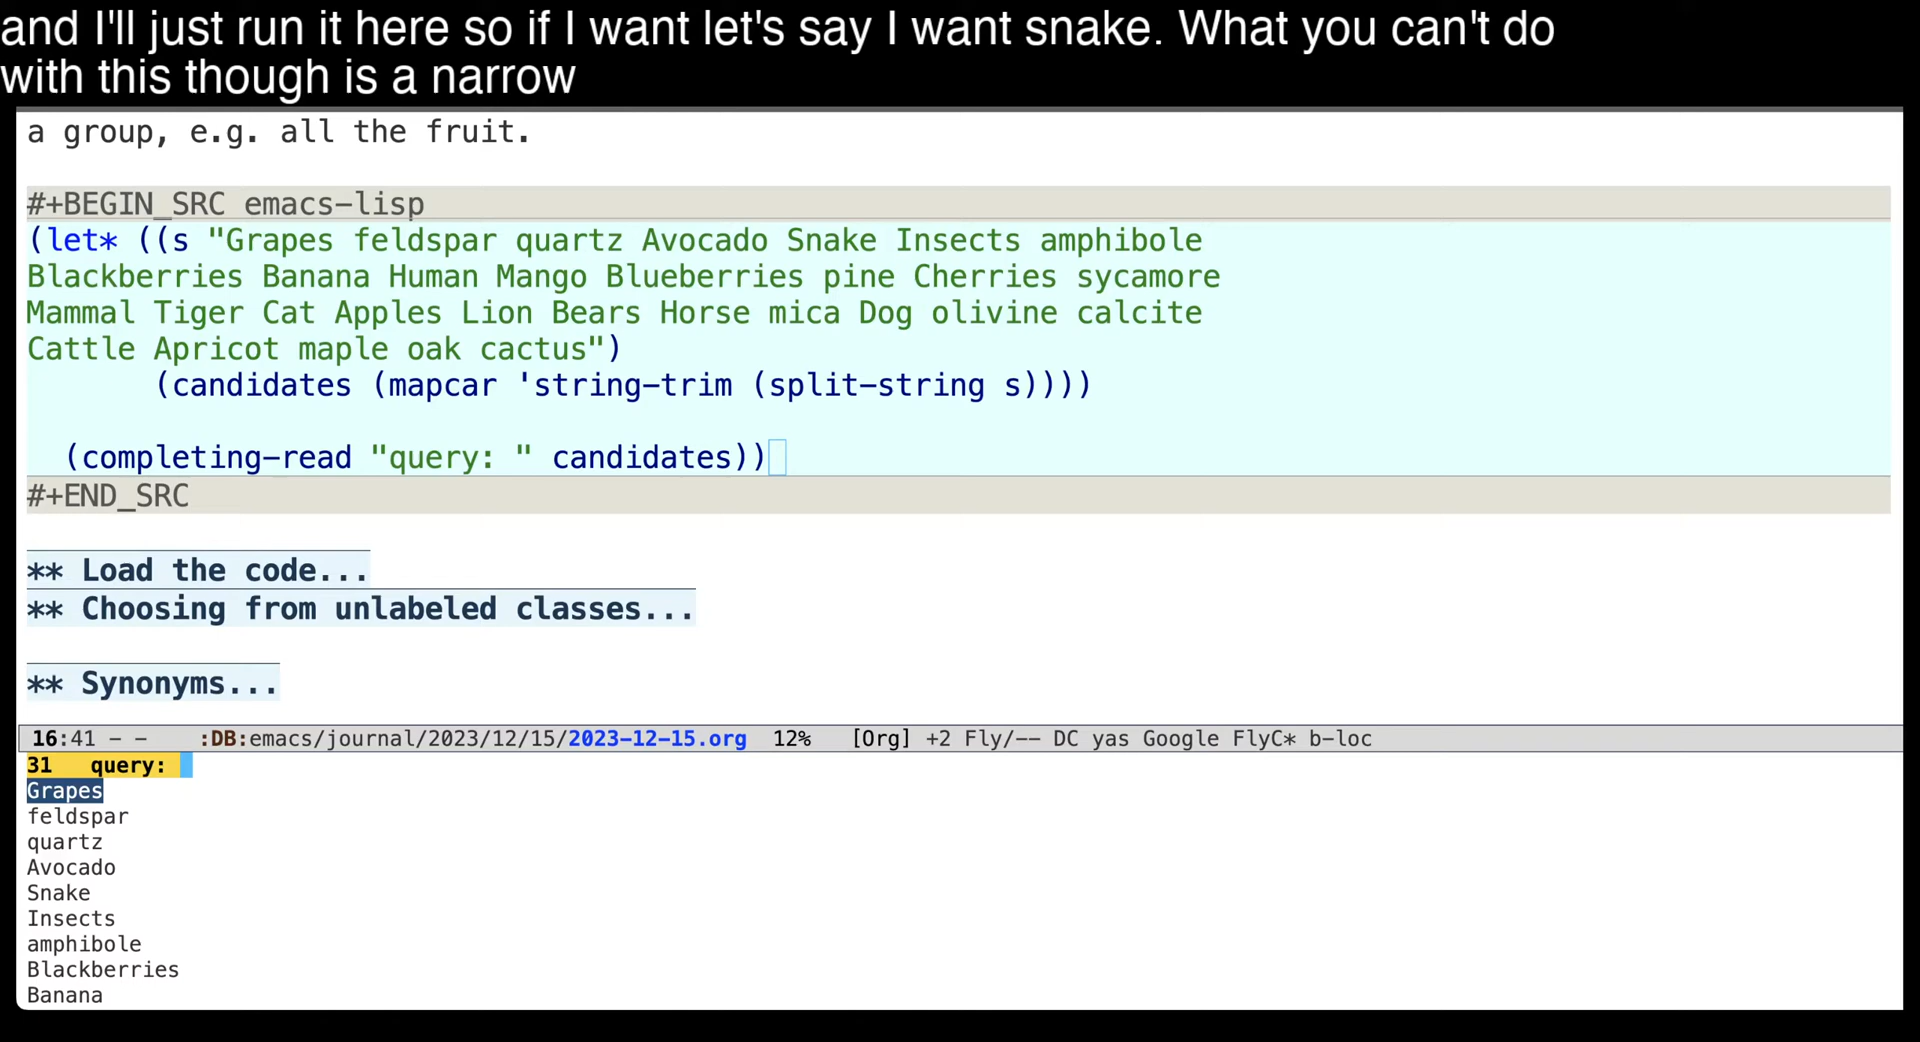 and I'll just run it here so if I want let's say I want snake. What you can't do
with this though is a narrow
a group, e.g. all the fruit.
#+BEGIN_SRC emacs-lisp
(let* ((s "Grapes feldspar quartz Avocado Snake Insects amphibole
Blackberries Banana Human Mango Blueberries pine Cherries sycamore
Mammal Tiger Cat Apples Lion Bears Horse mica Dog olivine calcite
Cattle Apricot maple oak cactus")
(candidates (mapcar 'string-trim (split-string s))))
(completing-read "query: " candidates))
#+END_SRC
** Load the code...
** Choosing from unlabeled classes...
** Synonyms...
16:41 - - :DB:emacs/journal/2023/12/15/2023-12-15.org 12% [Org] +2 Fly/-- DC yas Google FlyC* b-loc
31 query:
Grapes
feldspar
quartz
Avocado
Snake
Insects
amphibole
Blackberries
Banana